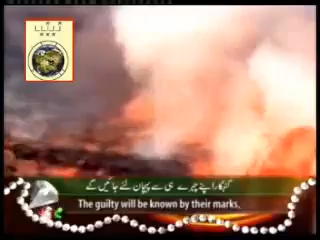 گنہگار اپنے چہرے ہی سے پہچان لئے جائیں گے
The guilty will be known by their marks.